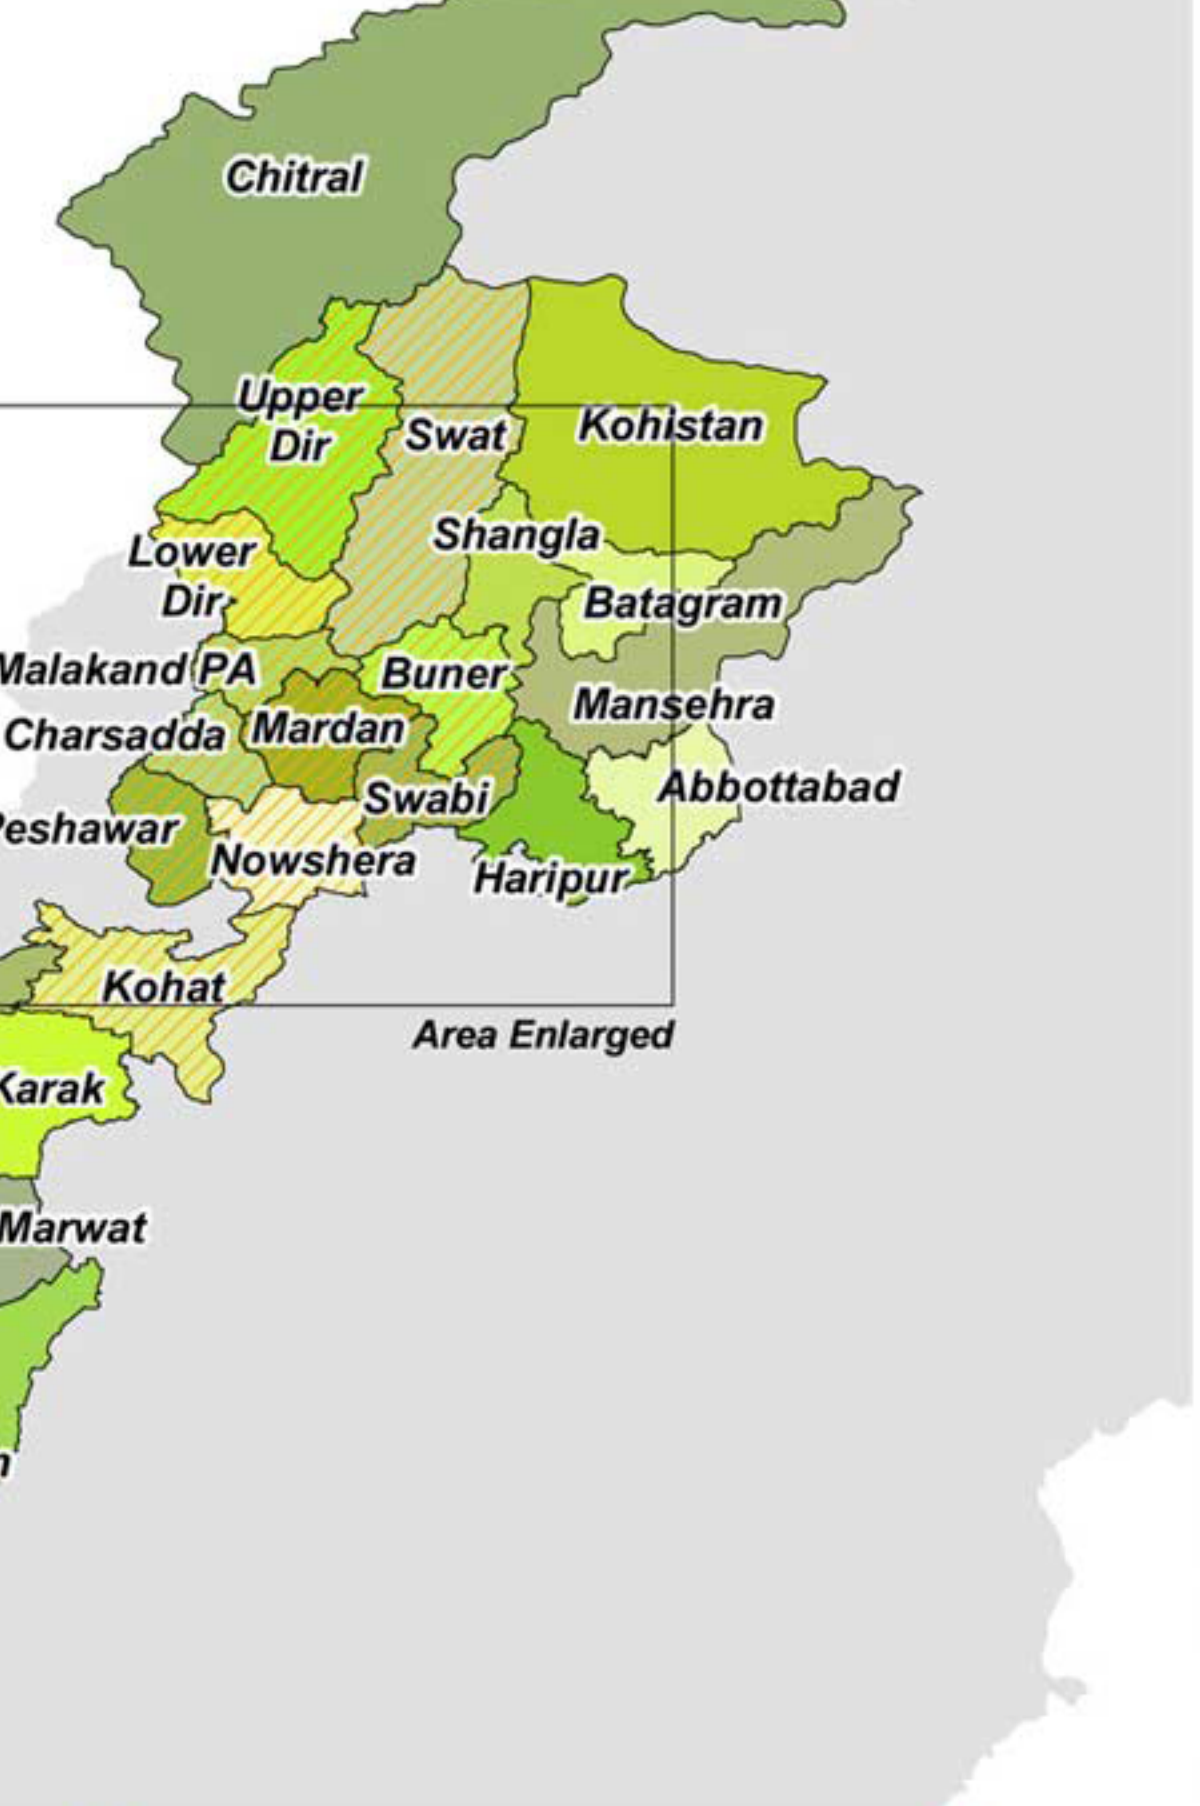 Chitral
Upper
Dir
Swat
Kohistan
Shangla
Lower
Dir
Batagram
Malakand PA
Buner
Mansehra
Charsadda
Mardan
Abbottabad
Swabi
Peshawar
Nowshera
Haripur
Kohat
Area Enlarged
Karak
Marwat
n